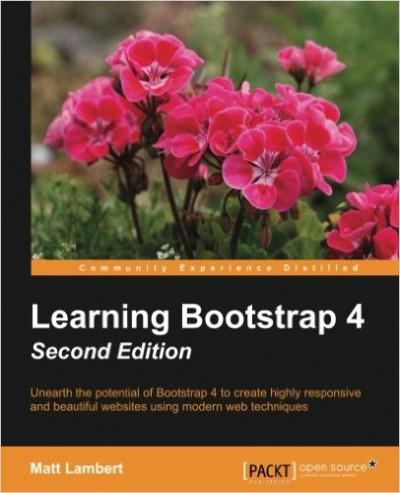 Community Experience Distilled
Learning Bootstrap 4
Second Edition
Unearth the potential of Bootstrap 4 to create highly responsive
and beautiful websites using modern web techniques
Matt Lambert
[PACKT] open source*
PUBLISHING